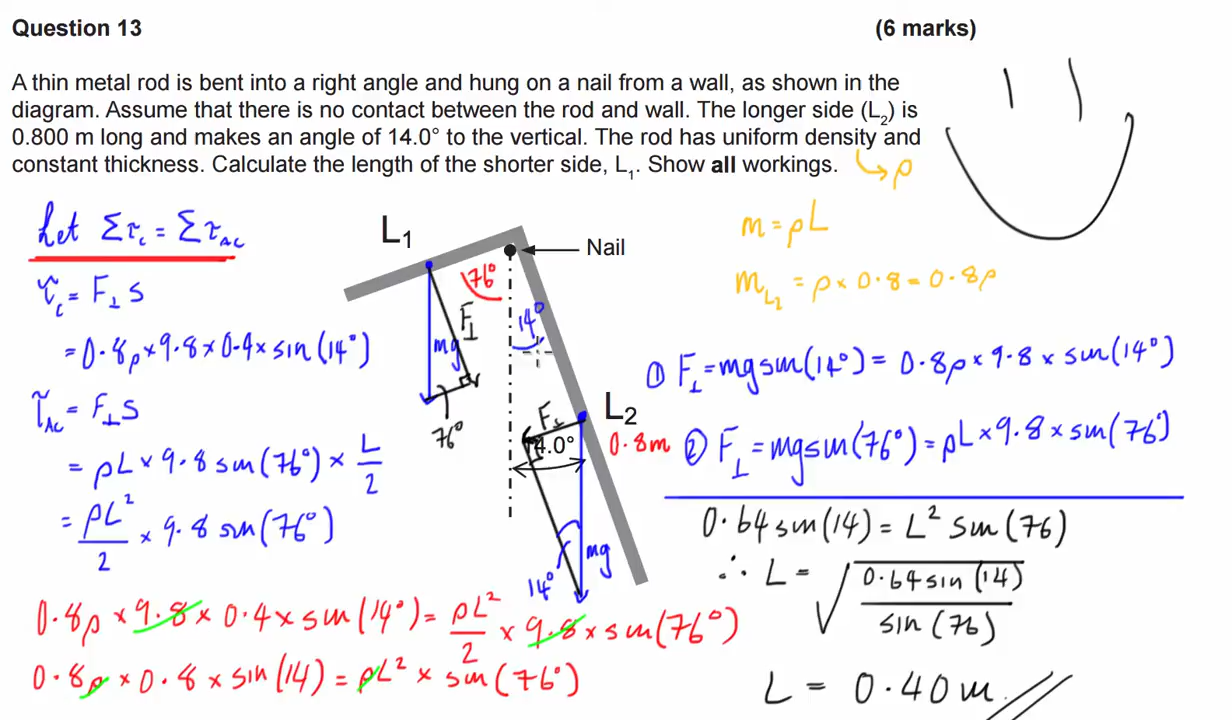 Question 13 (6 marks)
A thin metal rod is bent into a right angle and hung on a nail from a wall, as shown in the
diagram. Assume that there is no contact between the rod and wall. The longer side (L₂) is
0.800 m long and makes an angle of 14.0° to the vertical. The rod has uniform density and
constant thickness. Calculate the length of the shorter side, L₁. Show all workings.
↳ρ
Let Στc = ΣτAC
τc = F⊥ s
= 0.8ρ × 9.8 × 0.4 × sin(14°)
τAC = F⊥ s
= ρL × 9.8 sin(76°) × L/2
= ρL²/2 × 9.8 sin(76°)
L₁
Nail
76°
14°
F⊥
mg
76°
L₂
F⊥
14.0°
0.8m
mg
14°
m = ρL
mL₂ = ρ × 0.8 = 0.8ρ
① F⊥ = mg sin(14°) = 0.8ρ × 9.8 × sin(14°)
② F⊥ = mg sin(76°) = ρL × 9.8 × sin(76°)
0.8ρ × 9.8 × 0.4 × sin(14°) = ρL²/2 × 9.8 × sin(76°)
0.8ρ × 0.8 × sin(14) = ρL² × sin(76°)
0.64 sin(14) = L² sin(76)
∴ L = √(0.64 sin(14)/sin(76))
L = 0.40 m